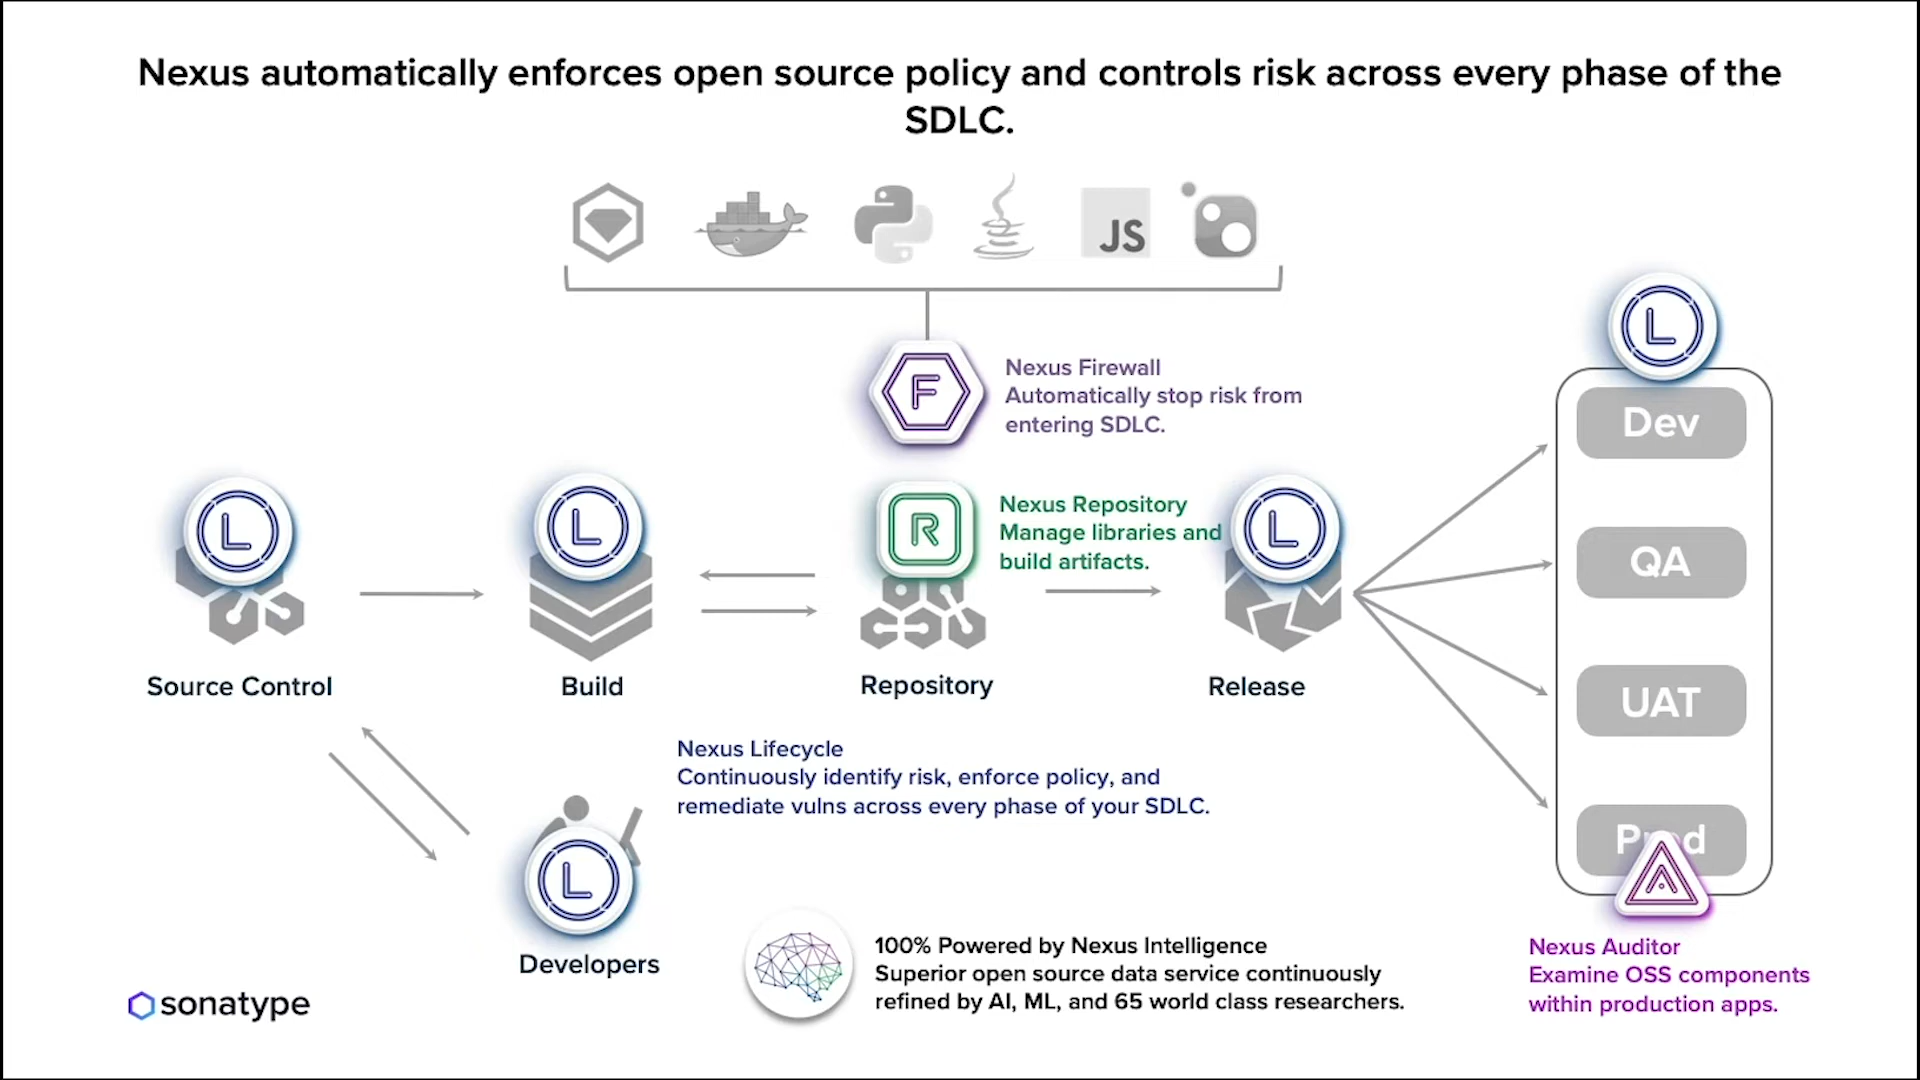 Nexus automatically enforces open source policy and controls risk across every phase of the
SDLC.
JS
F
Nexus Firewall
Automatically stop risk from
entering SDLC.
L
Dev
L
L
R
Nexus Repository
Manage libraries and
build artifacts.
L
QA
Source Control
Build
Repository
Release
UAT
Nexus Lifecycle
Continuously identify risk, enforce policy, and
remediate vulns across every phase of your SDLC.
Prod
L
Developers
A
100% Powered by Nexus Intelligence
Superior open source data service continuously
refined by AI, ML, and 65 world class researchers.
Nexus Auditor
Examine OSS components
within production apps.
sonatype